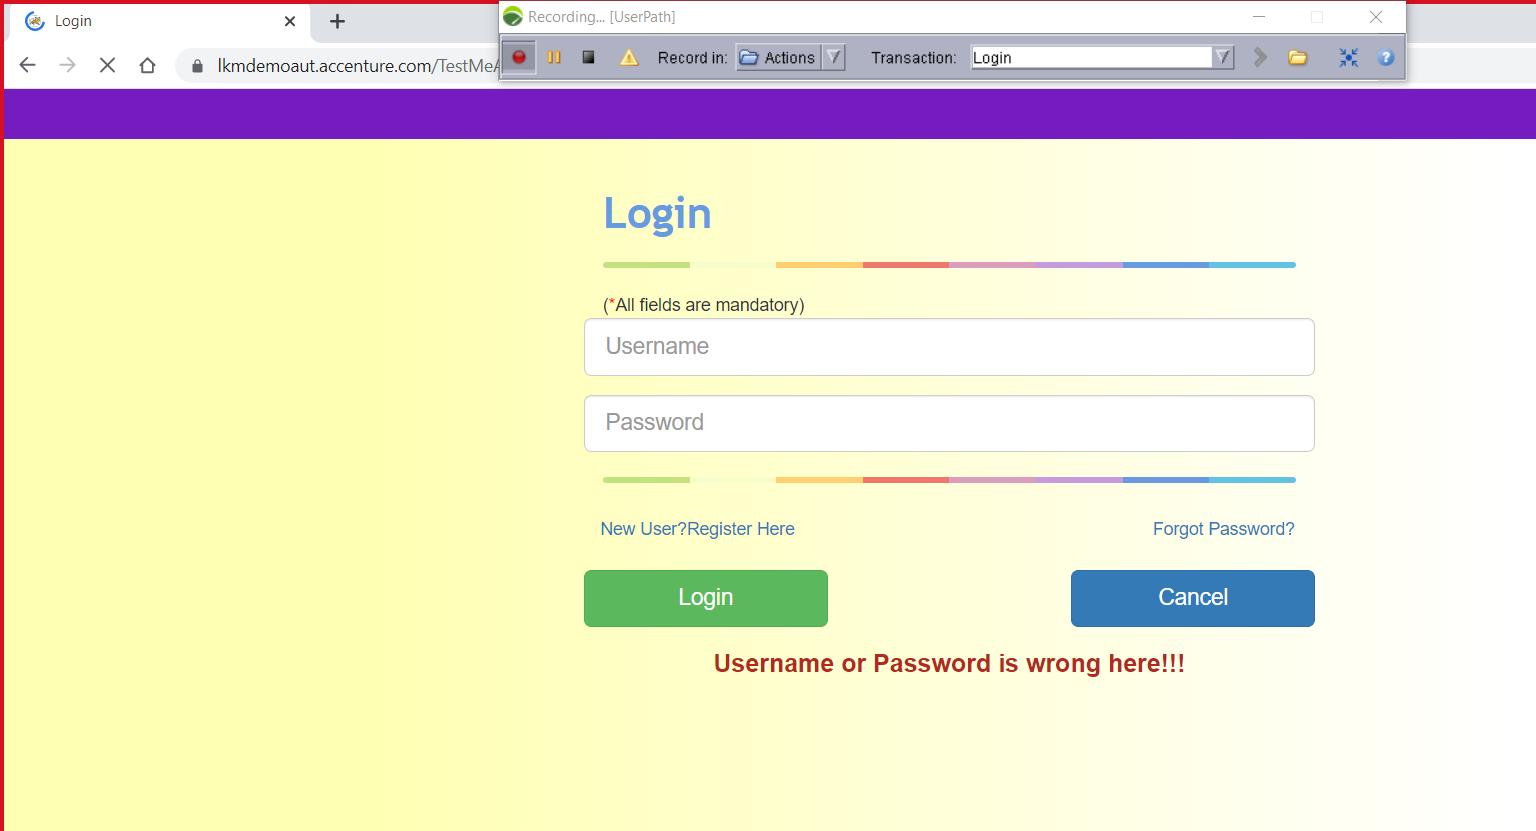 Login
Recording... [UserPath]
Record in: Actions Transaction: Login
lkmdemoaut.accenture.com/TestMeA
Login
(*All fields are mandatory)
Username
Password
New User?Register Here
Forgot Password?
Login
Cancel
Username or Password is wrong here!!!